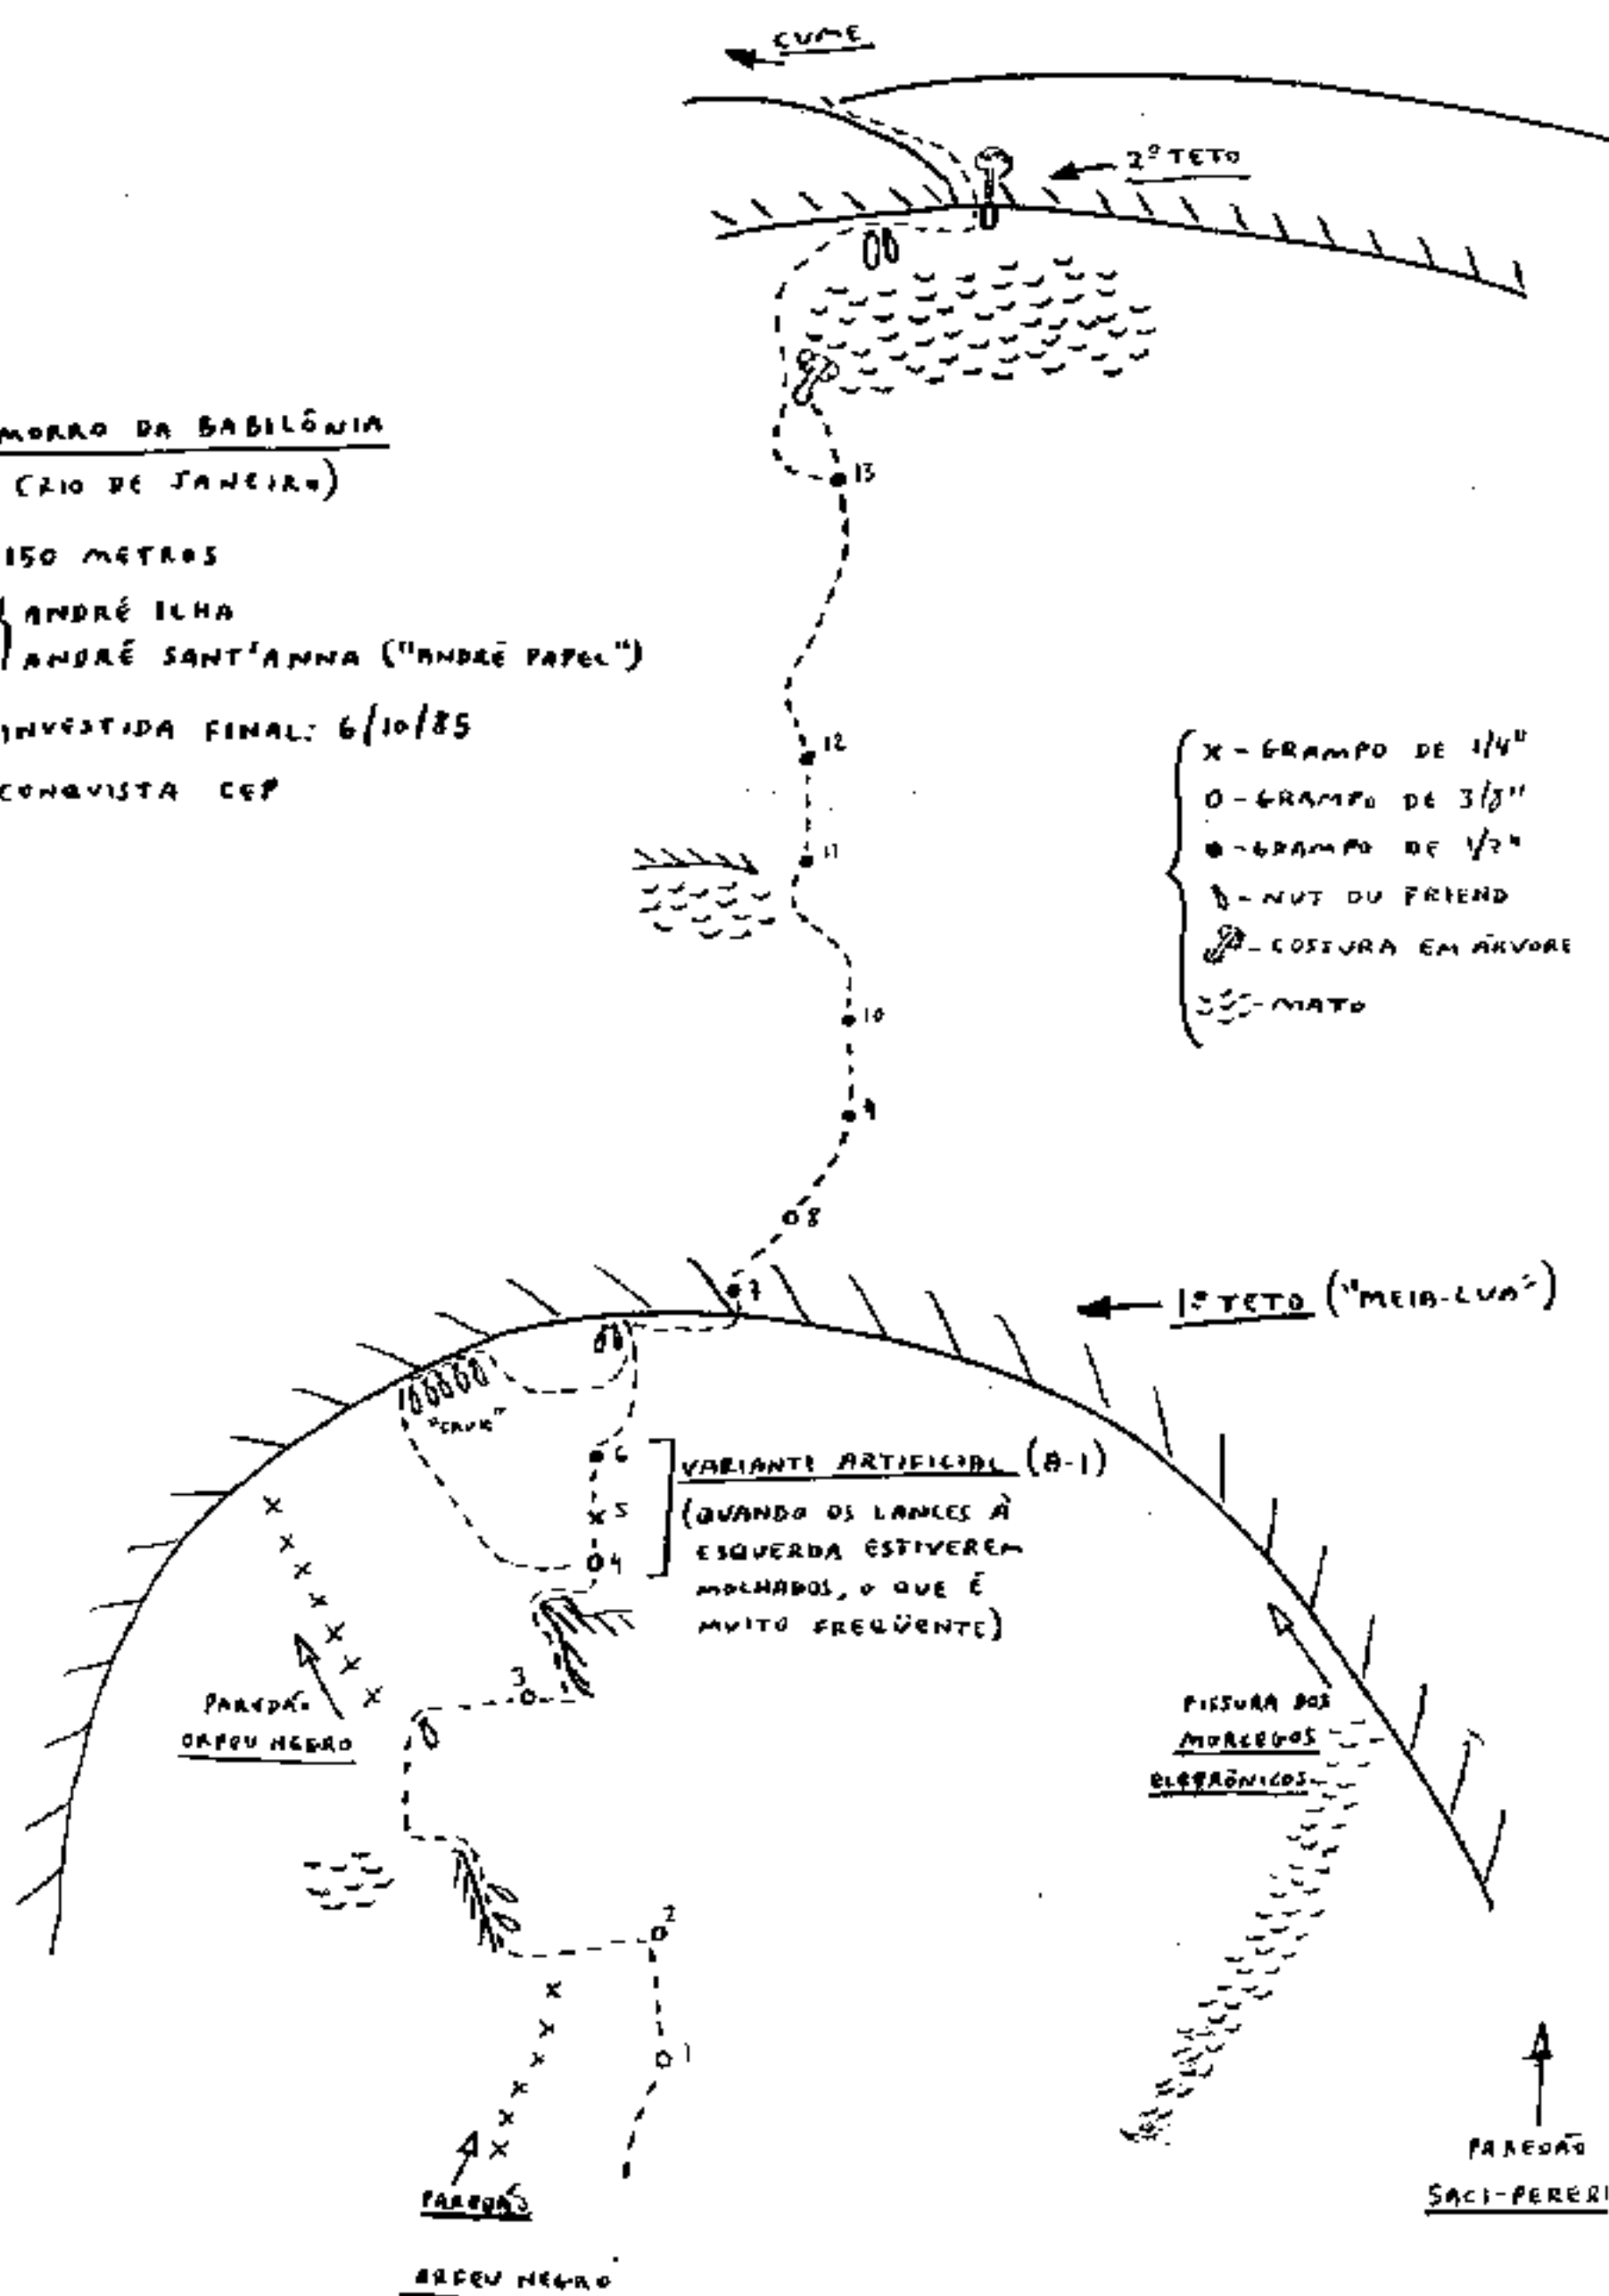 CUME
2º TETO
MORRO DA BABILÔNIA
(RIO DE JANEIRO)
150 METROS
ANDRÉ ILHA
ANDRÉ SANT'ANNA ("ANDRÉ PAPEL")
INVESTIDA FINAL: 6/10/85
CONQUISTA CEP
13
12
11
10
9
8
7
X - GRAMPO DE 1/4"
O - GRAMPO DE 3/8"
● - GRAMPO DE 1/2"
- NUT OU FRIEND
- COSTURA EM ÁRVORE
- MATO
1º TETO ("MEIA-LUA")
6
5
4
VARIANTE ARTIFICIAL (A-1)
(QUANDO OS LANCES À
ESQUERDA ESTIVEREM
MOLHADOS, O QUE É
MUITO FREQÜENTE)
3
PAREDÃO
ORFEU NEGRO
FISSURA DOS
MORCEGOS
ELETRÔNICOS
2
1
PAREDÃO
ORFEU NEGRO
PAREDÃO
SACI-PERERÊ